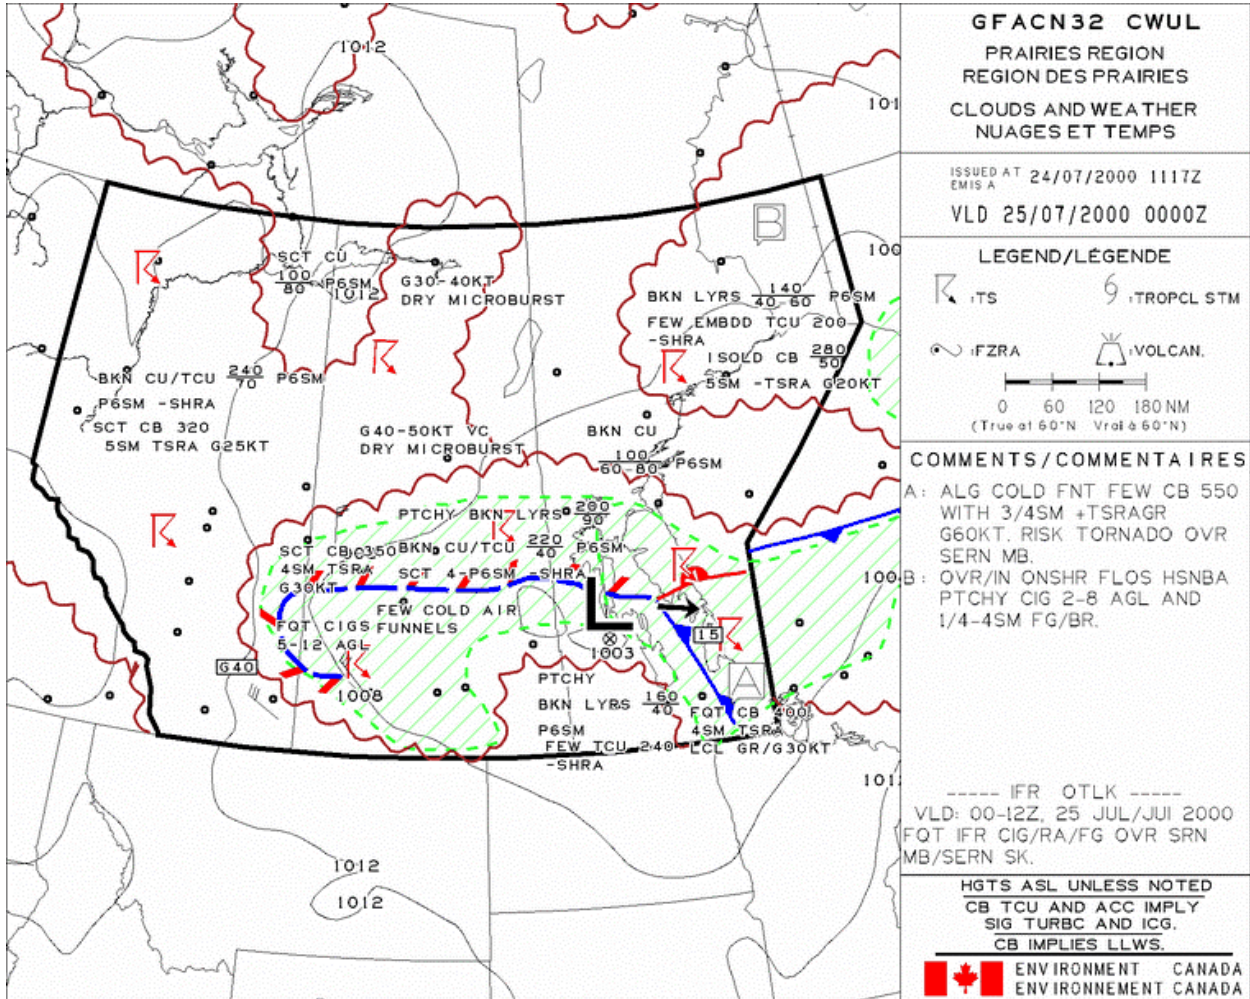 1012
101
100
B
SCT CU
100
80 P6SM
1012
G30-40KT
DRY MICROBURST
BKN LYRS 140
40-60 P6SM
FEW EMBDD TCU 200
-SHRA
ISOLD CB 280
50
5SM -TSRA G20KT
BKN CU/TCU 240
70 P6SM
P6SM -SHRA
SCT CB 320
5SM TSRA G25KT
G40-50KT VC
DRY MICROBURST
BKN CU
100
60-80 P6SM
PTCHY BKN LYRS 200
90
SCT CB 350
4SM TSRA
G30KT
BKN CU/TCU 220
40 P6SM
SCT 4-P6SM -SHRA
FEW COLD AIR
FUNNELS
FQT CIGS
5-12 AGL
G40
1008
L
1003
15
A
100
PTCHY
BKN LYRS 160
40
P6SM
FEW TCU 240
-SHRA
FQT CB 400
4SM TSRA
LCL GR/G30KT
101
1012
1012
GFACN32 CWUL
PRAIRIES REGION
REGION DES PRAIRIES
CLOUDS AND WEATHER
NUAGES ET TEMPS
ISSUED AT
EMIS A 24/07/2000 1117Z
VLD 25/07/2000 0000Z
LEGEND/LÉGENDE
:TS :TROPCL STM
:FZRA :VOLCAN.
0 60 120 180 NM
(True at 60°N Vrai à 60°N)
COMMENTS/COMMENTAIRES
A: ALG COLD FNT FEW CB 550
WITH 3/4SM +TSRAGR
G60KT. RISK TORNADO OVR
SERN MB.
B: OVR/IN ONSHR FLOS HSNBA
PTCHY CIG 2-8 AGL AND
1/4-4SM FG/BR.
----- IFR OTLK -----
VLD: 00-12Z, 25 JUL/JUI 2000
FQT IFR CIG/RA/FG OVR SRN
MB/SERN SK.
HGTS ASL UNLESS NOTED
CB TCU AND ACC IMPLY
SIG TURBC AND ICG.
CB IMPLIES LLWS.
ENVIRONMENT CANADA
ENVIRONNEMENT CANADA